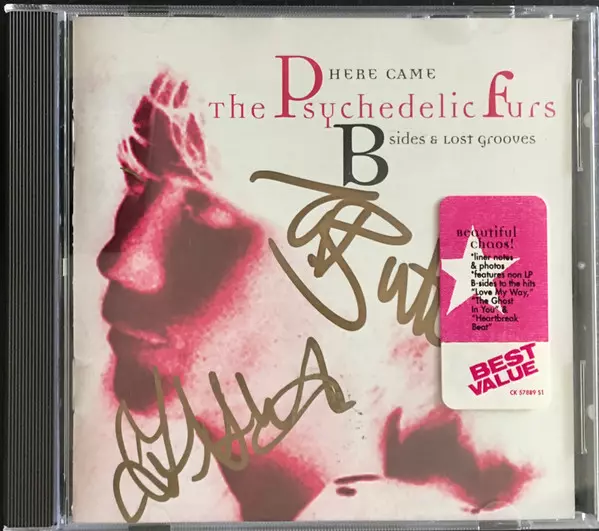 HERE CAME
The Psychedelic Furs
B sides & Lost grooves
Beautiful
chaos!
*liner notes
& photos
*features non LP
B-sides to the hits
"Love My Way,"
"The Ghost
In You" &
"Heartbreak
Beat"
BEST
VALUE
CK 57889 S1